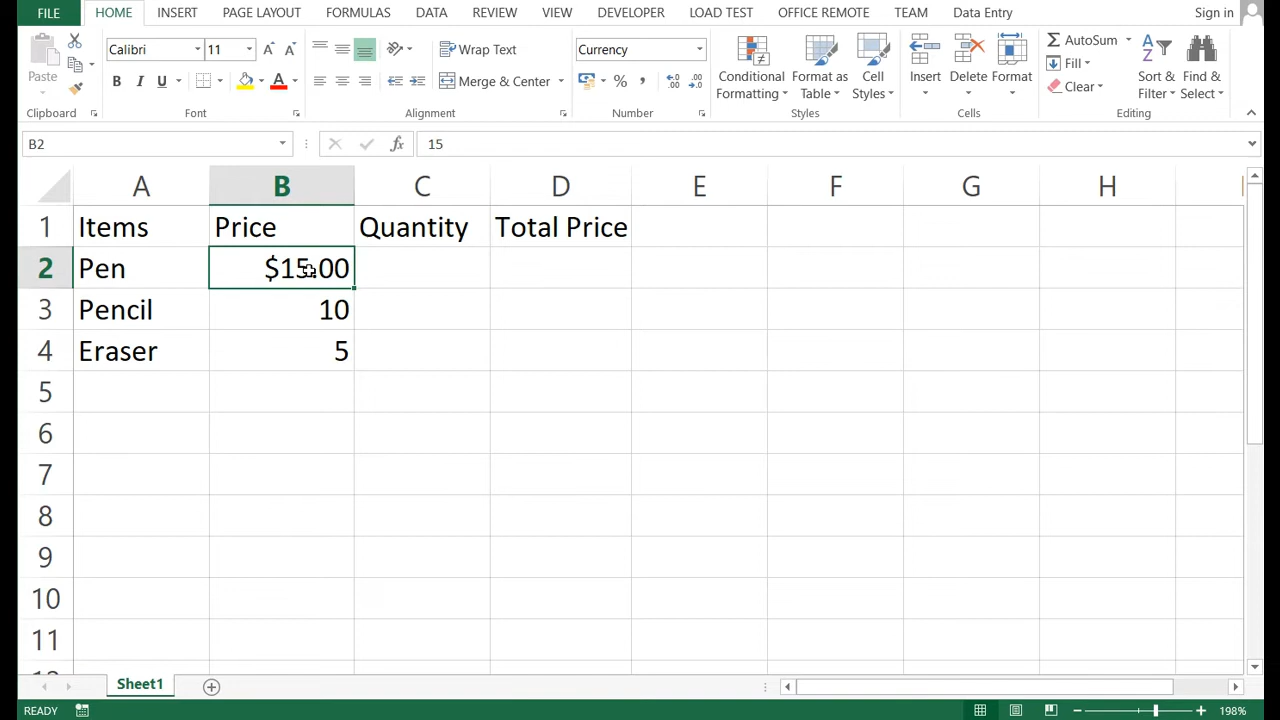 FILE HOME INSERT PAGE LAYOUT FORMULAS DATA REVIEW VIEW DEVELOPER LOAD TEST OFFICE REMOTE TEAM Data Entry Sign in
Paste
Calibri 11
B I U A
Wrap Text
Merge & Center
Currency
%
Conditional Formatting
Format as Table
Cell Styles
Insert Delete Format
AutoSum
Fill
Clear
Sort & Filter
Find & Select
Clipboard Font Alignment Number Styles Cells Editing
B2 fx 15
A B C D E F G H
1 Items Price Quantity Total Price
2 Pen $15.00
3 Pencil 10
4 Eraser 5
5
6
7
8
9
10
11
Sheet1
READY 198%